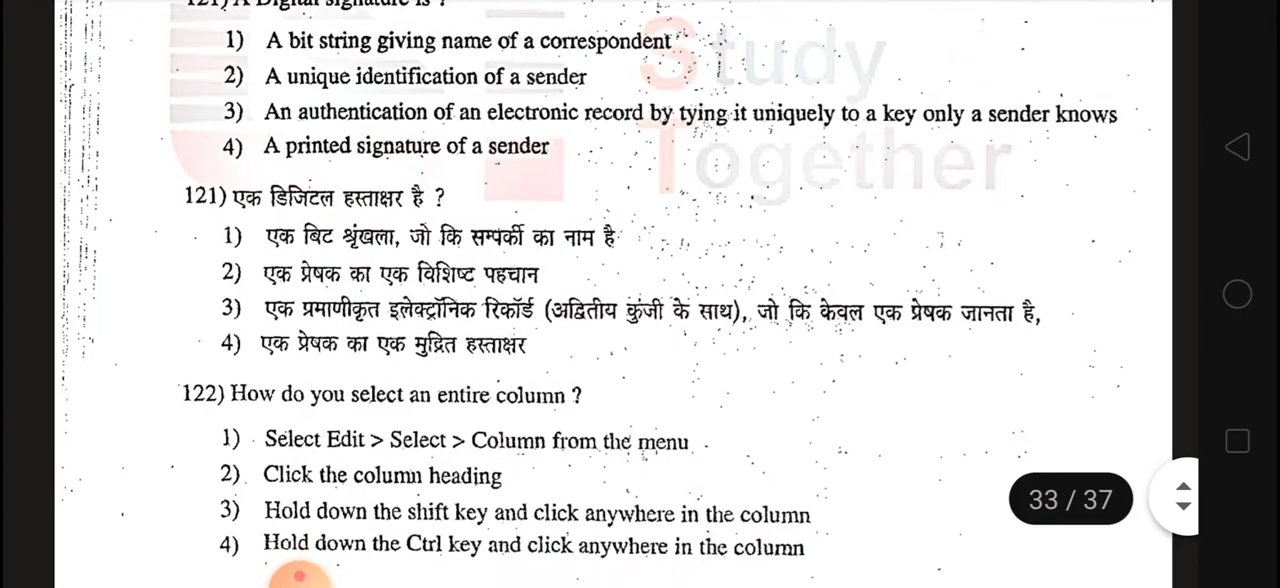 121) A Digital signature is ?
1) A bit string giving name of a correspondent
2) A unique identification of a sender
3) An authentication of an electronic record by tying it uniquely to a key only a sender knows
4) A printed signature of a sender
Study
Together
121) एक डिजिटल हस्ताक्षर है ?
1) एक बिट श्रृंखला, जो कि सम्पर्की का नाम है
2) एक प्रेषक का एक विशिष्ट पहचान
3) एक प्रमाणीकृत इलेक्ट्रॉनिक रिकॉर्ड (अद्वितीय कुंजी के साथ), जो कि केवल एक प्रेषक जानता है,
4) एक प्रेषक का एक मुद्रित हस्ताक्षर
122) How do you select an entire column ?
1) Select Edit > Select > Column from the menu
2) Click the column heading
3) Hold down the shift key and click anywhere in the column
4) Hold down the Ctrl key and click anywhere in the column
33 / 37